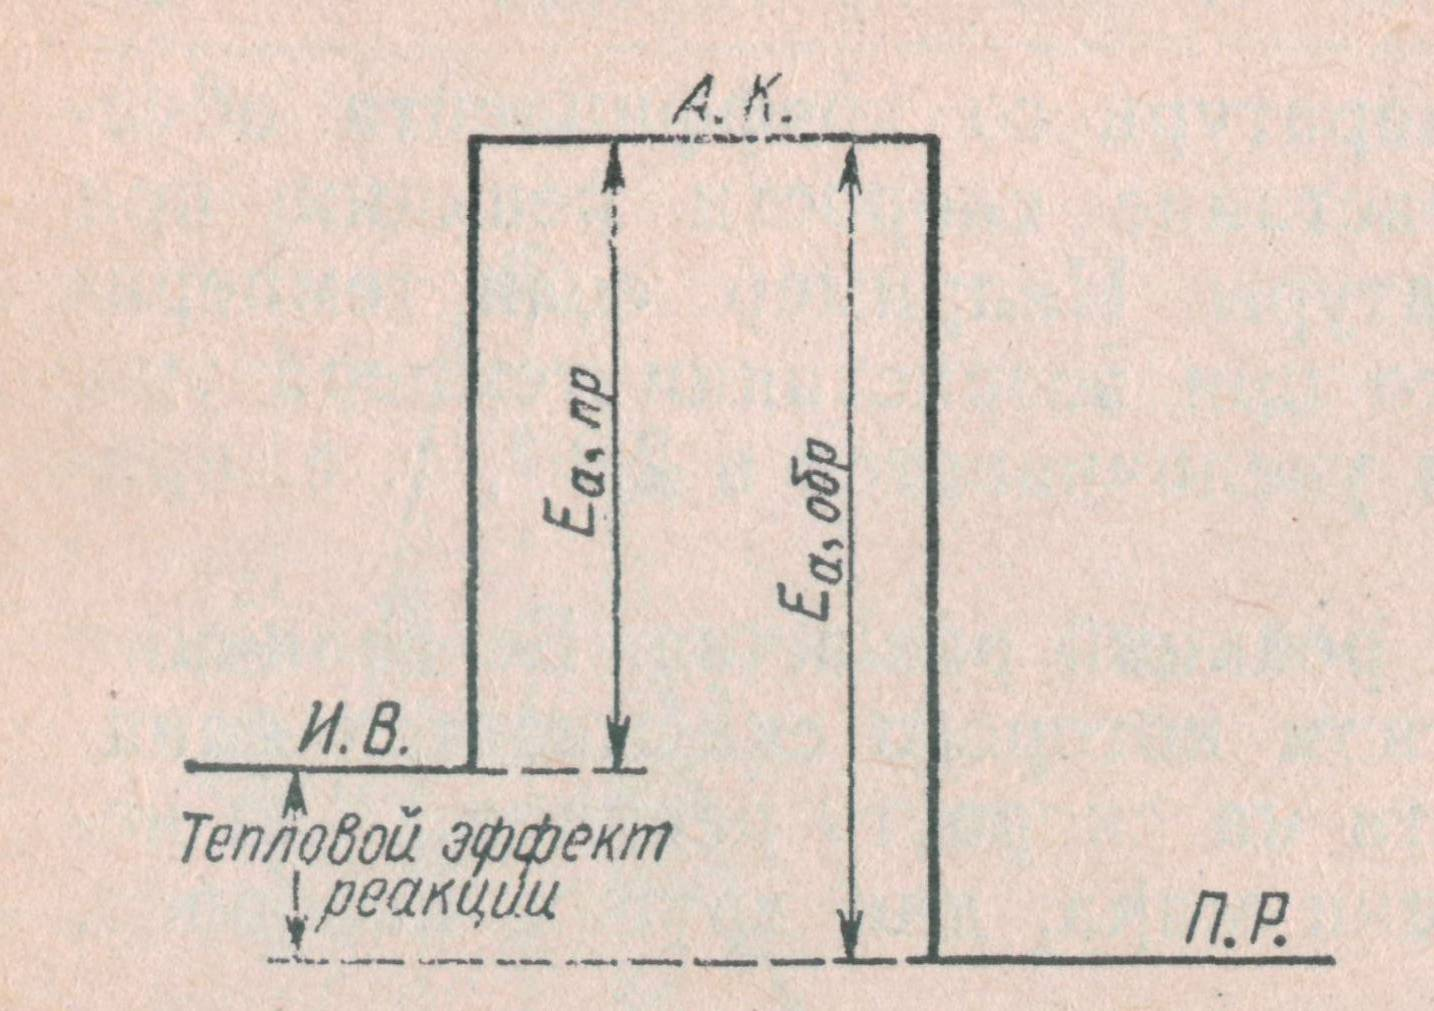 А. К.
Eа, пр
Eа, обр
И. В.
Тепловой эффект
реакции
П. Р.